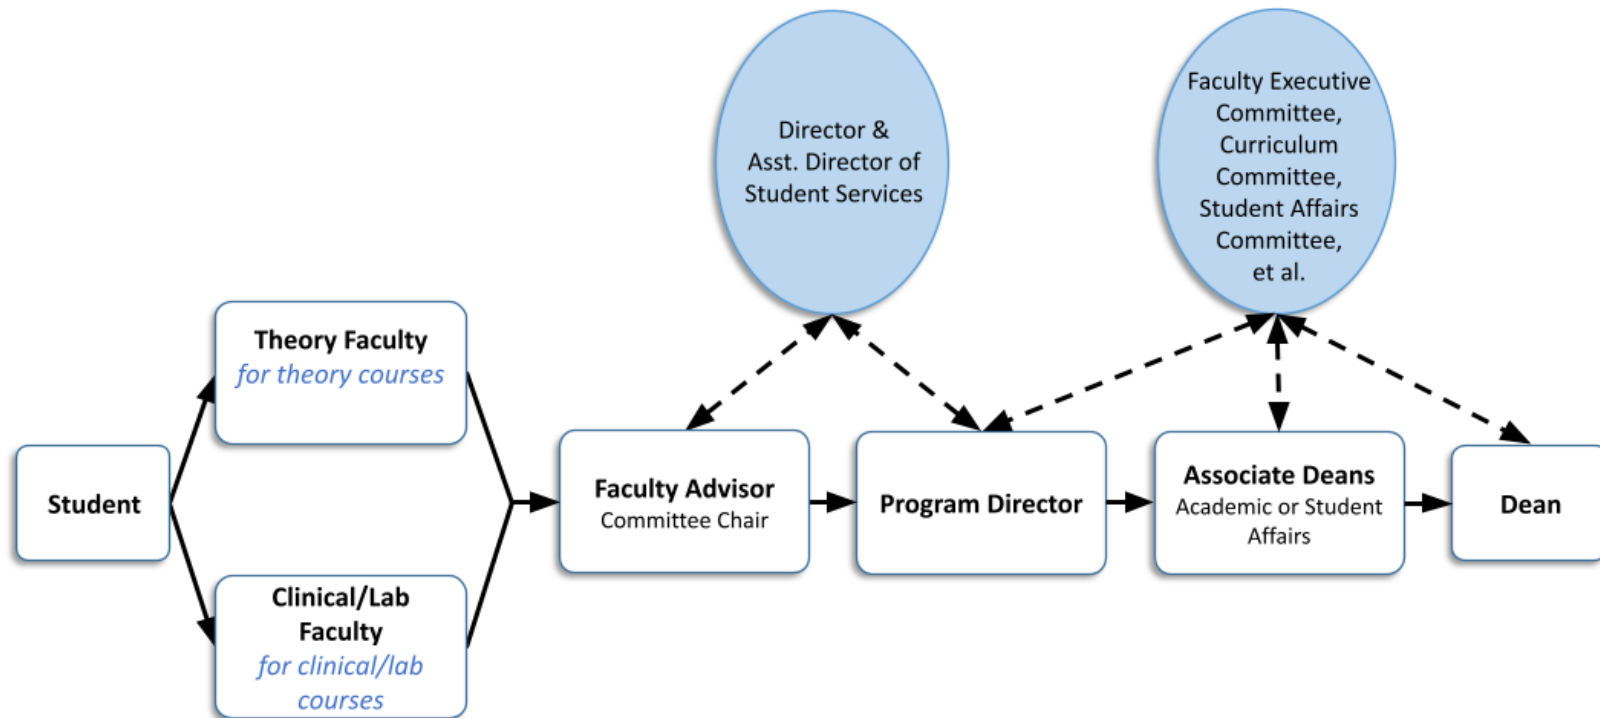 Director &
Asst. Director of
Student Services
Faculty Executive
Committee,
Curriculum
Committee,
Student Affairs
Committee,
et al.
Theory Faculty
for theory courses
Student
Clinical/Lab
Faculty
for clinical/lab
courses
Faculty Advisor
Committee Chair
Program Director
Associate Deans
Academic or Student
Affairs
Dean